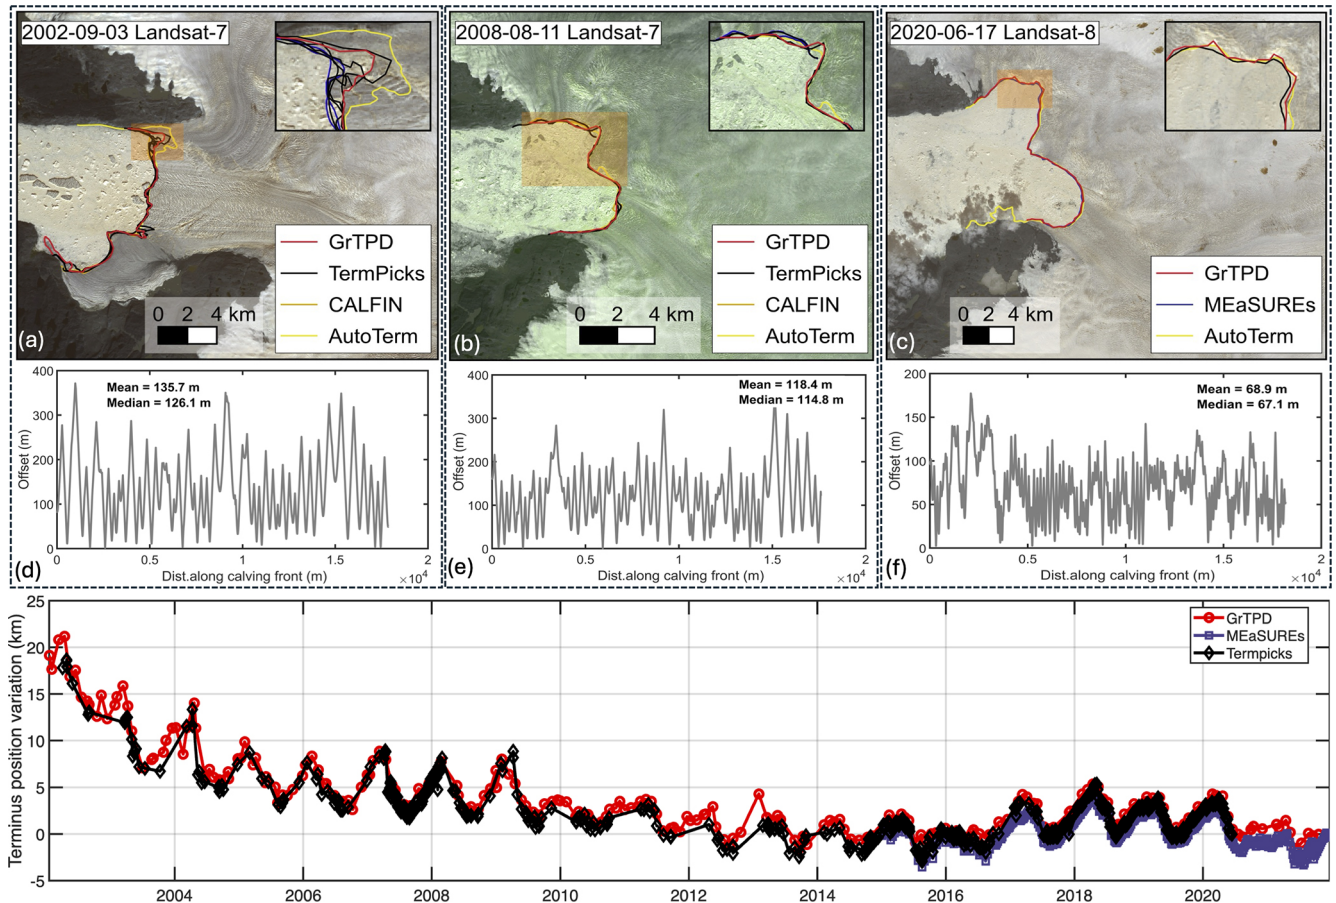 2002-09-03 Landsat-7
GrTPD
TermPicks
CALFIN
AutoTerm
0 2 4 km
(a)
2008-08-11 Landsat-7
GrTPD
TermPicks
CALFIN
AutoTerm
0 2 4 km
(b)
2020-06-17 Landsat-8
GrTPD
MEaSUREs
AutoTerm
0 2 4 km
(c)
400
300
200
100
0
Offset (m)
Mean = 135.7 m
Median = 126.1 m
0 0.5 1 1.5 2
Dist.along calving front (m)
×10⁴
(d)
400
300
200
100
0
Offset (m)
Mean = 118.4 m
Median = 114.8 m
0 0.5 1 1.5 2
Dist.along calving front (m)
×10⁴
(e)
200
150
100
50
0
Offset (m)
Mean = 68.9 m
Median = 67.1 m
0 0.5 1 1.5 2
Dist.along calving front (m)
×10⁴
(f)
25
20
15
10
5
0
-5
Terminus position variation (km)
GrTPD
MEaSUREs
Termpicks
2004 2006 2008 2010 2012 2014 2016 2018 2020